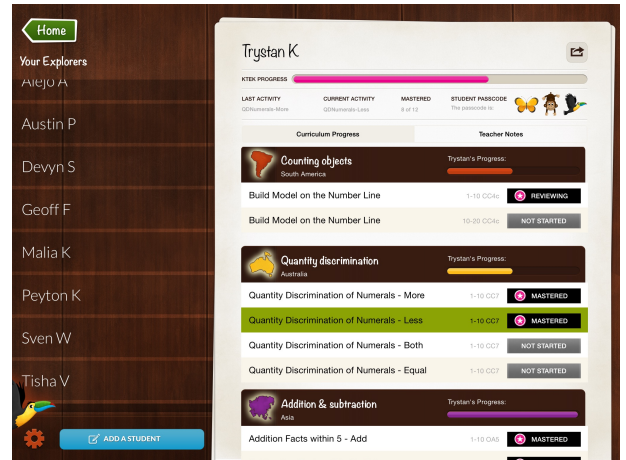 Home
Your Explorers
Alejo A
Austin P
Devyn S
Geoff F
Malia K
Peyton K
Sven W
Tisha V
ADD A STUDENT
Trystan K.
KTEK PROGRESS
LAST ACTIVITY CURRENT ACTIVITY MASTERED STUDENT PASSCODE
QDNumerals-More QDNumerals-Less 8 of 12 The passcode is:
Curriculum Progress Teacher Notes
Counting objects Trystan's Progress:
South America
Build Model on the Number Line 1-10 CC4c REVIEWING
Build Model on the Number Line 10-20 CC4c NOT STARTED
Quantity discrimination Trystan's Progress:
Australia
Quantity Discrimination of Numerals - More 1-10 CC7 MASTERED
Quantity Discrimination of Numerals - Less 1-10 CC7 MASTERED
Quantity Discrimination of Numerals - Both 1-10 CC7 NOT STARTED
Quantity Discrimination of Numerals - Equal 1-10 CC7 NOT STARTED
Addition & subtraction Trystan's Progress:
Asia
Addition Facts within 5 - Add 1-10 OA5 MASTERED